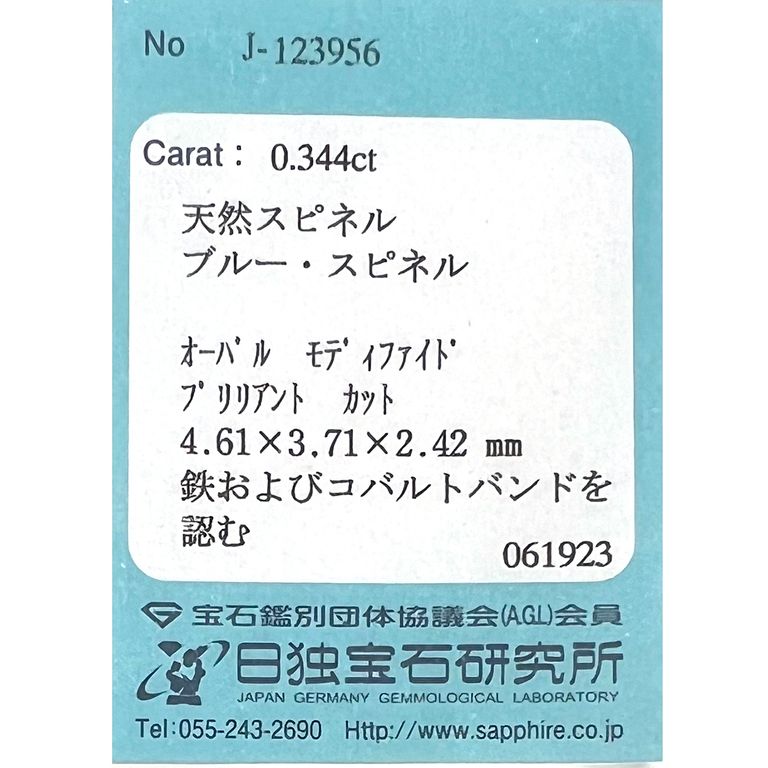 No J-123956
Carat: 0.344ct
天然スピネル
ブルー・スピネル
ｵｰﾊﾞﾙ ﾓﾃﾞｨﾌｧｲﾄﾞ
ﾌﾞﾘﾘｱﾝﾄ ｶｯﾄ
4.61×3.71×2.42 mm
鉄およびコバルトバンドを
認む
061923
宝石鑑別団体協議会(A.G.L)会員
日独宝石研究所
JAPAN GERMANY GEMMOLOGICAL LABORATORY
Tel:055-243-2690 Http://www.sapphire.co.jp